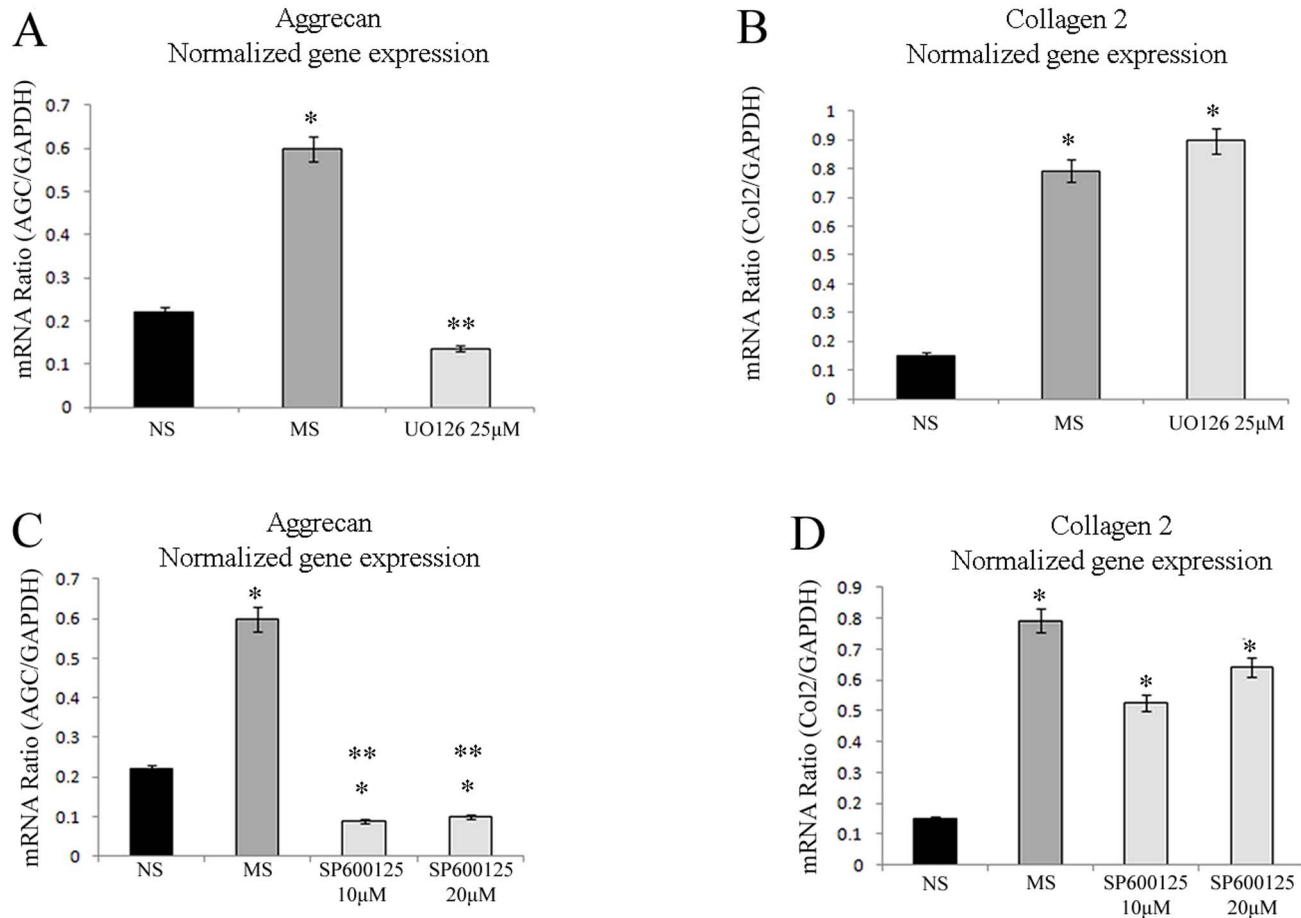 A
Aggrecan
Normalized gene expression
mRNA Ratio (AGC/GAPDH)
0.7
0.6
0.5
0.4
0.3
0.2
0.1
0
*
**
NS
MS
UO126 25µM
B
Collagen 2
Normalized gene expression
mRNA Ratio (Col2/GAPDH)
1
0.9
0.8
0.7
0.6
0.5
0.4
0.3
0.2
0.1
0
*
*
NS
MS
UO126 25µM
C
Aggrecan
Normalized gene expression
mRNA Ratio (AGC/GAPDH)
0.7
0.6
0.5
0.4
0.3
0.2
0.1
0
*
**
*
**
*
NS
MS
SP600125
10µM
SP600125
20µM
D
Collagen 2
Normalized gene expression
mRNA Ratio (Col2/GAPDH)
0.9
0.8
0.7
0.6
0.5
0.4
0.3
0.2
0.1
0
*
*
*
NS
MS
SP600125
10µM
SP600125
20µM